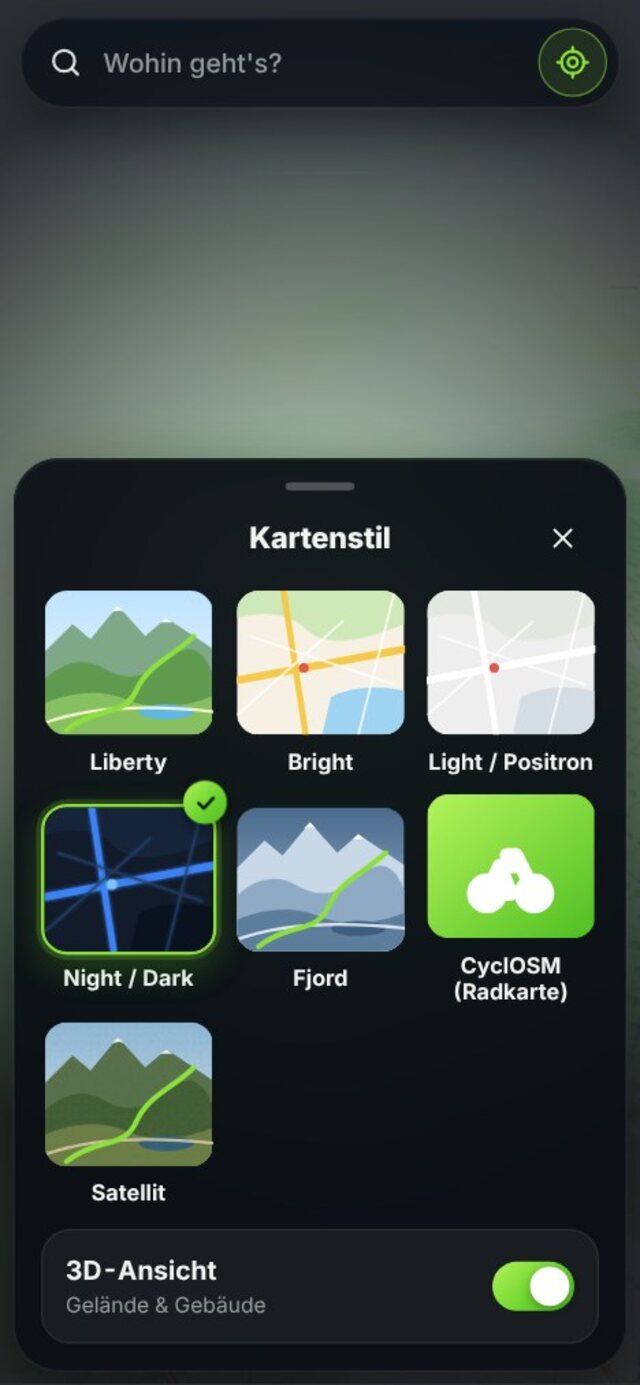 Wohin geht's?
Kartenstil
Liberty
Bright
Light / Positron
Night / Dark
Fjord
CyclOSM
(Radkarte)
Satellit
3D-Ansicht
Gelände & Gebäude